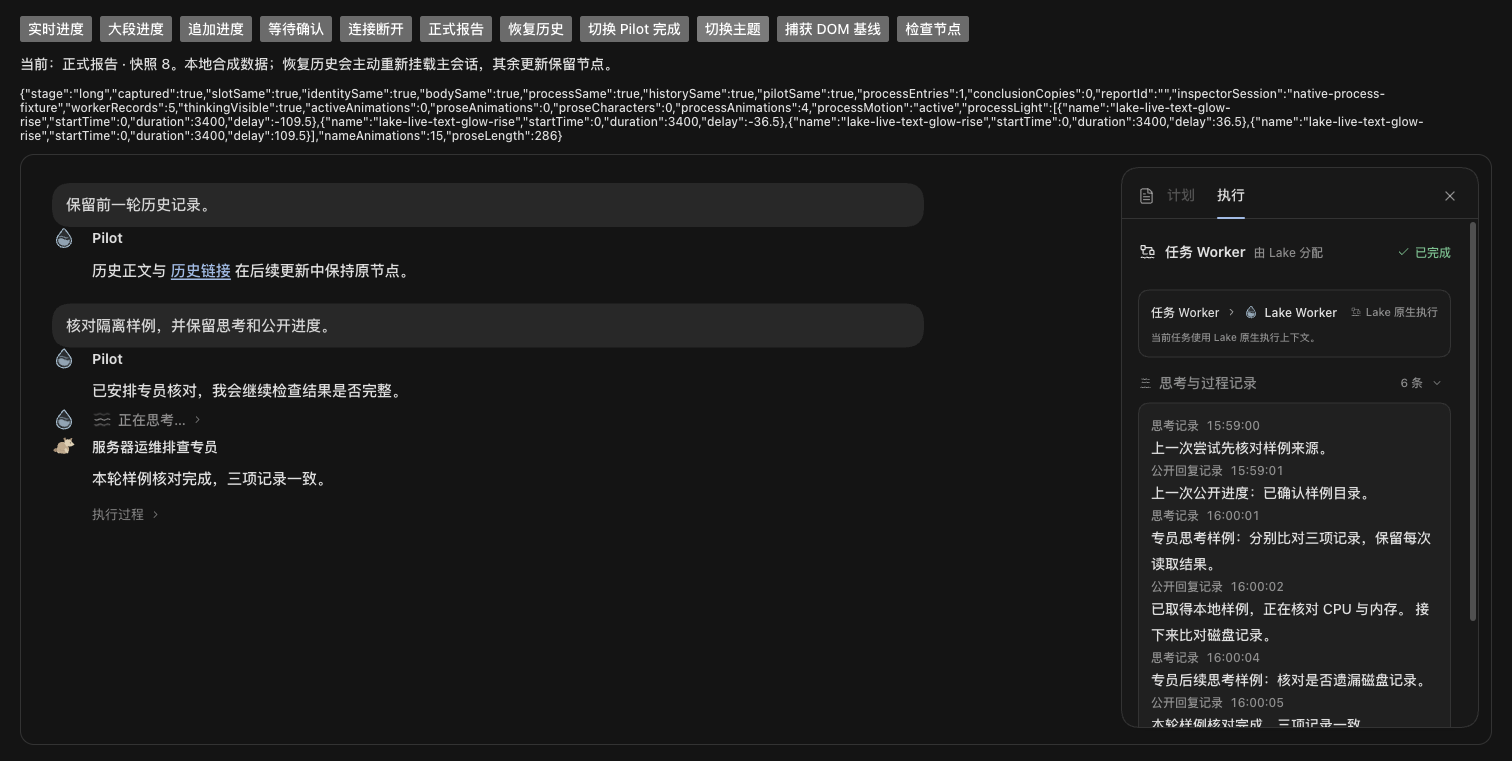 实时进度 大段进度 追加进度 等待确认 连接断开 正式报告 恢复历史 切换 Pilot 完成 切换主题 捕获 DOM 基线 检查节点
当前：正式报告 · 快照 8。本地合成数据；恢复历史会主动重新挂载主会话，其余更新保留节点。
{"stage":"long","captured":true,"slotSame":true,"identitySame":true,"bodySame":true,"processSame":true,"historySame":true,"pilotSame":true,"processEntries":1,"conclusionCopies":0,"reportId":"","inspectorSession":"native-process-
fixture","workerRecords":5,"thinkingVisible":true,"activeAnimations":0,"proseAnimations":0,"proseCharacters":0,"processAnimations":4,"processMotion":"active","processLight":[{"name":"lake-live-text-glow-
rise","startTime":0,"duration":3400,"delay":-109.5},{"name":"lake-live-text-glow-rise","startTime":0,"duration":3400,"delay":-36.5},{"name":"lake-live-text-glow-rise","startTime":0,"duration":3400,"delay":36.5},{"name":"lake-live-text-glow-
rise","startTime":0,"duration":3400,"delay":109.5}],"nameAnimations":15,"proseLength":286}
保留前一轮历史记录。
Pilot
历史正文与 历史链接 在后续更新中保持原节点。
核对隔离样例，并保留思考和公开进度。
Pilot
已安排专员核对，我会继续检查结果是否完整。
正在思考...
服务器运维排查专员
本轮样例核对完成，三项记录一致。
执行过程
计划 执行
任务 Worker 由 Lake 分配 已完成
任务 Worker Lake Worker Lake 原生执行
当前任务使用 Lake 原生执行上下文。
思考与过程记录 6 条
思考记录 15:59:00
上一次尝试先核对样例来源。
公开回复记录 15:59:01
上一次公开进度：已确认样例目录。
思考记录 16:00:01
专员思考样例：分别比对三项记录，保留每次
读取结果。
公开回复记录 16:00:02
已取得本地样例，正在核对 CPU 与内存。 接
下来比对磁盘记录。
思考记录 16:00:04
专员后续思考样例：核对是否遗漏磁盘记录。
公开回复记录 16:00:05
本轮样例核对完成，三项记录一致